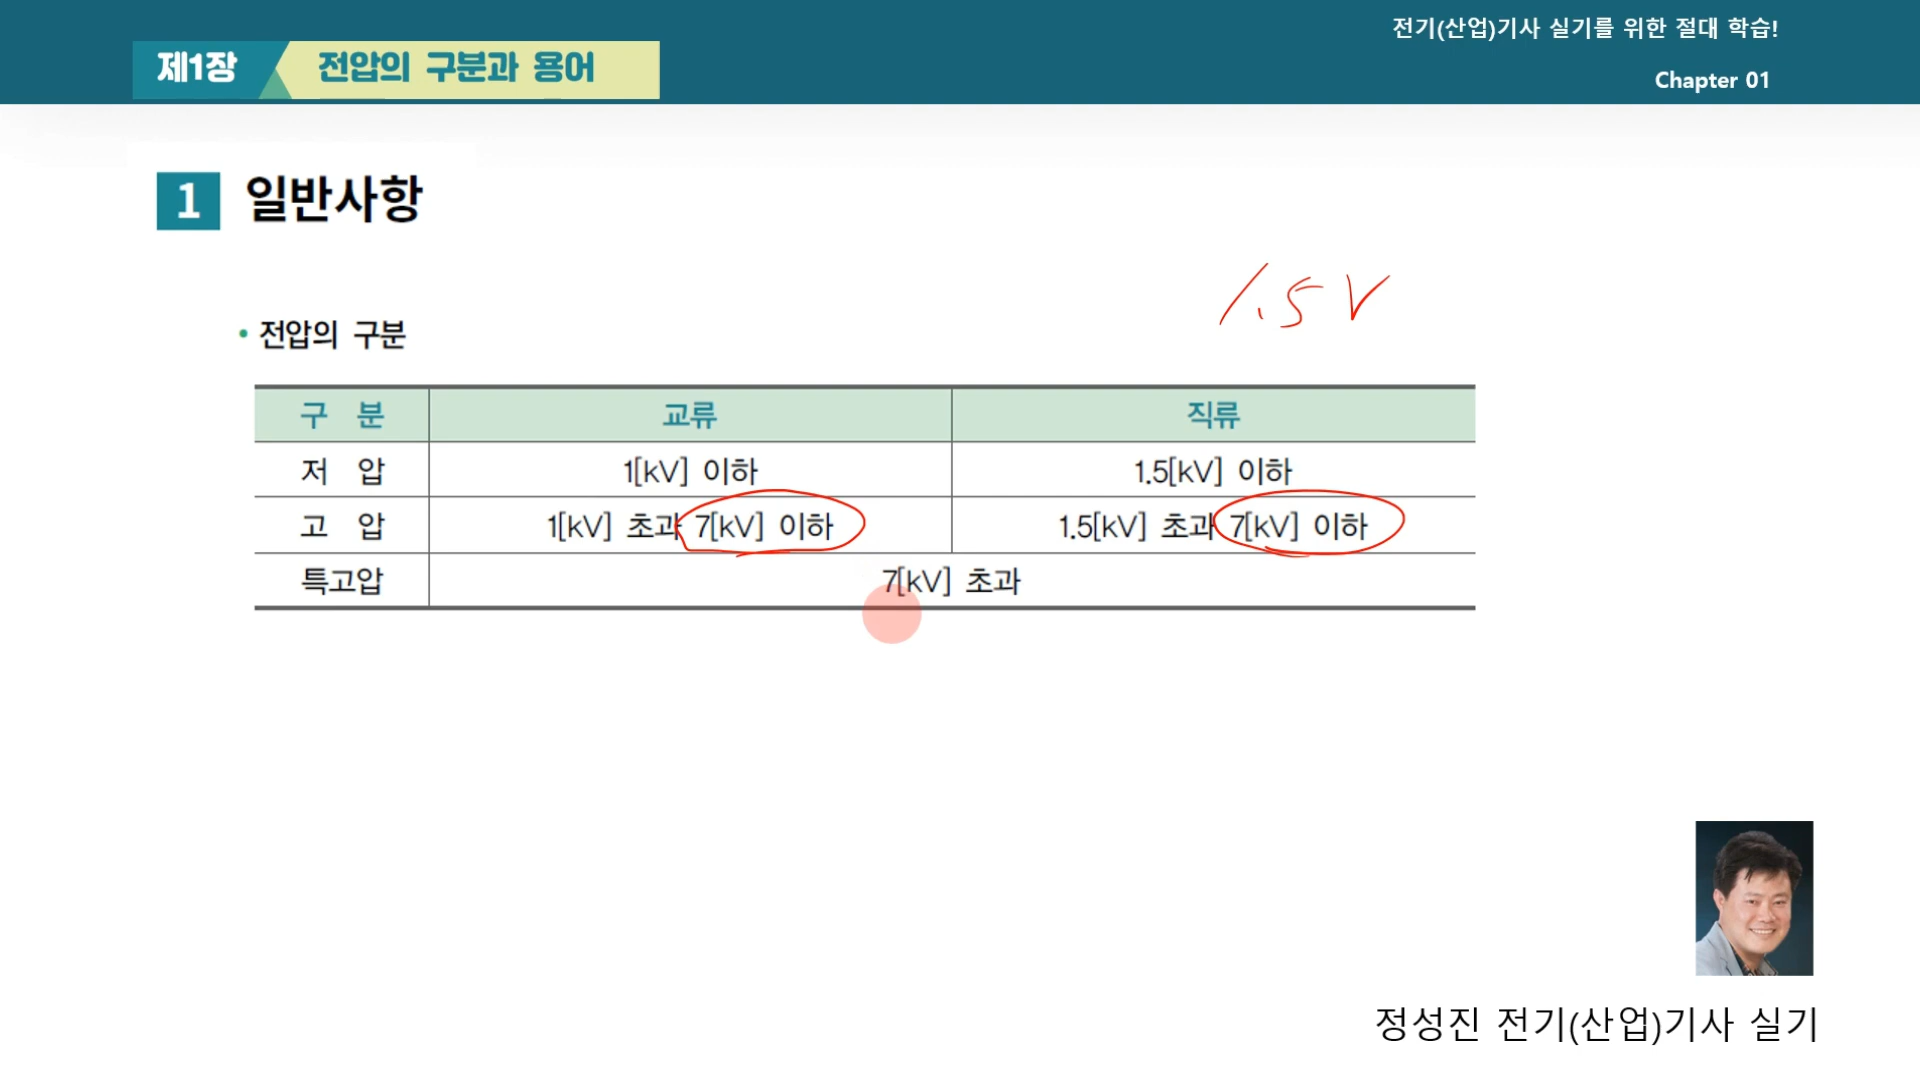 전기(산업)기사 실기를 위한 절대 학습!
제1장 전압의 구분과 용어
Chapter 01
1 일반사항
1.5 V
• 전압의 구분
구 분 교류 직류
저 압 1[kV] 이하 1.5[kV] 이하
고 압 1[kV] 초과 7[kV] 이하 1.5[kV] 초과 7[kV] 이하
특고압 7[kV] 초과
정성진 전기(산업)기사 실기